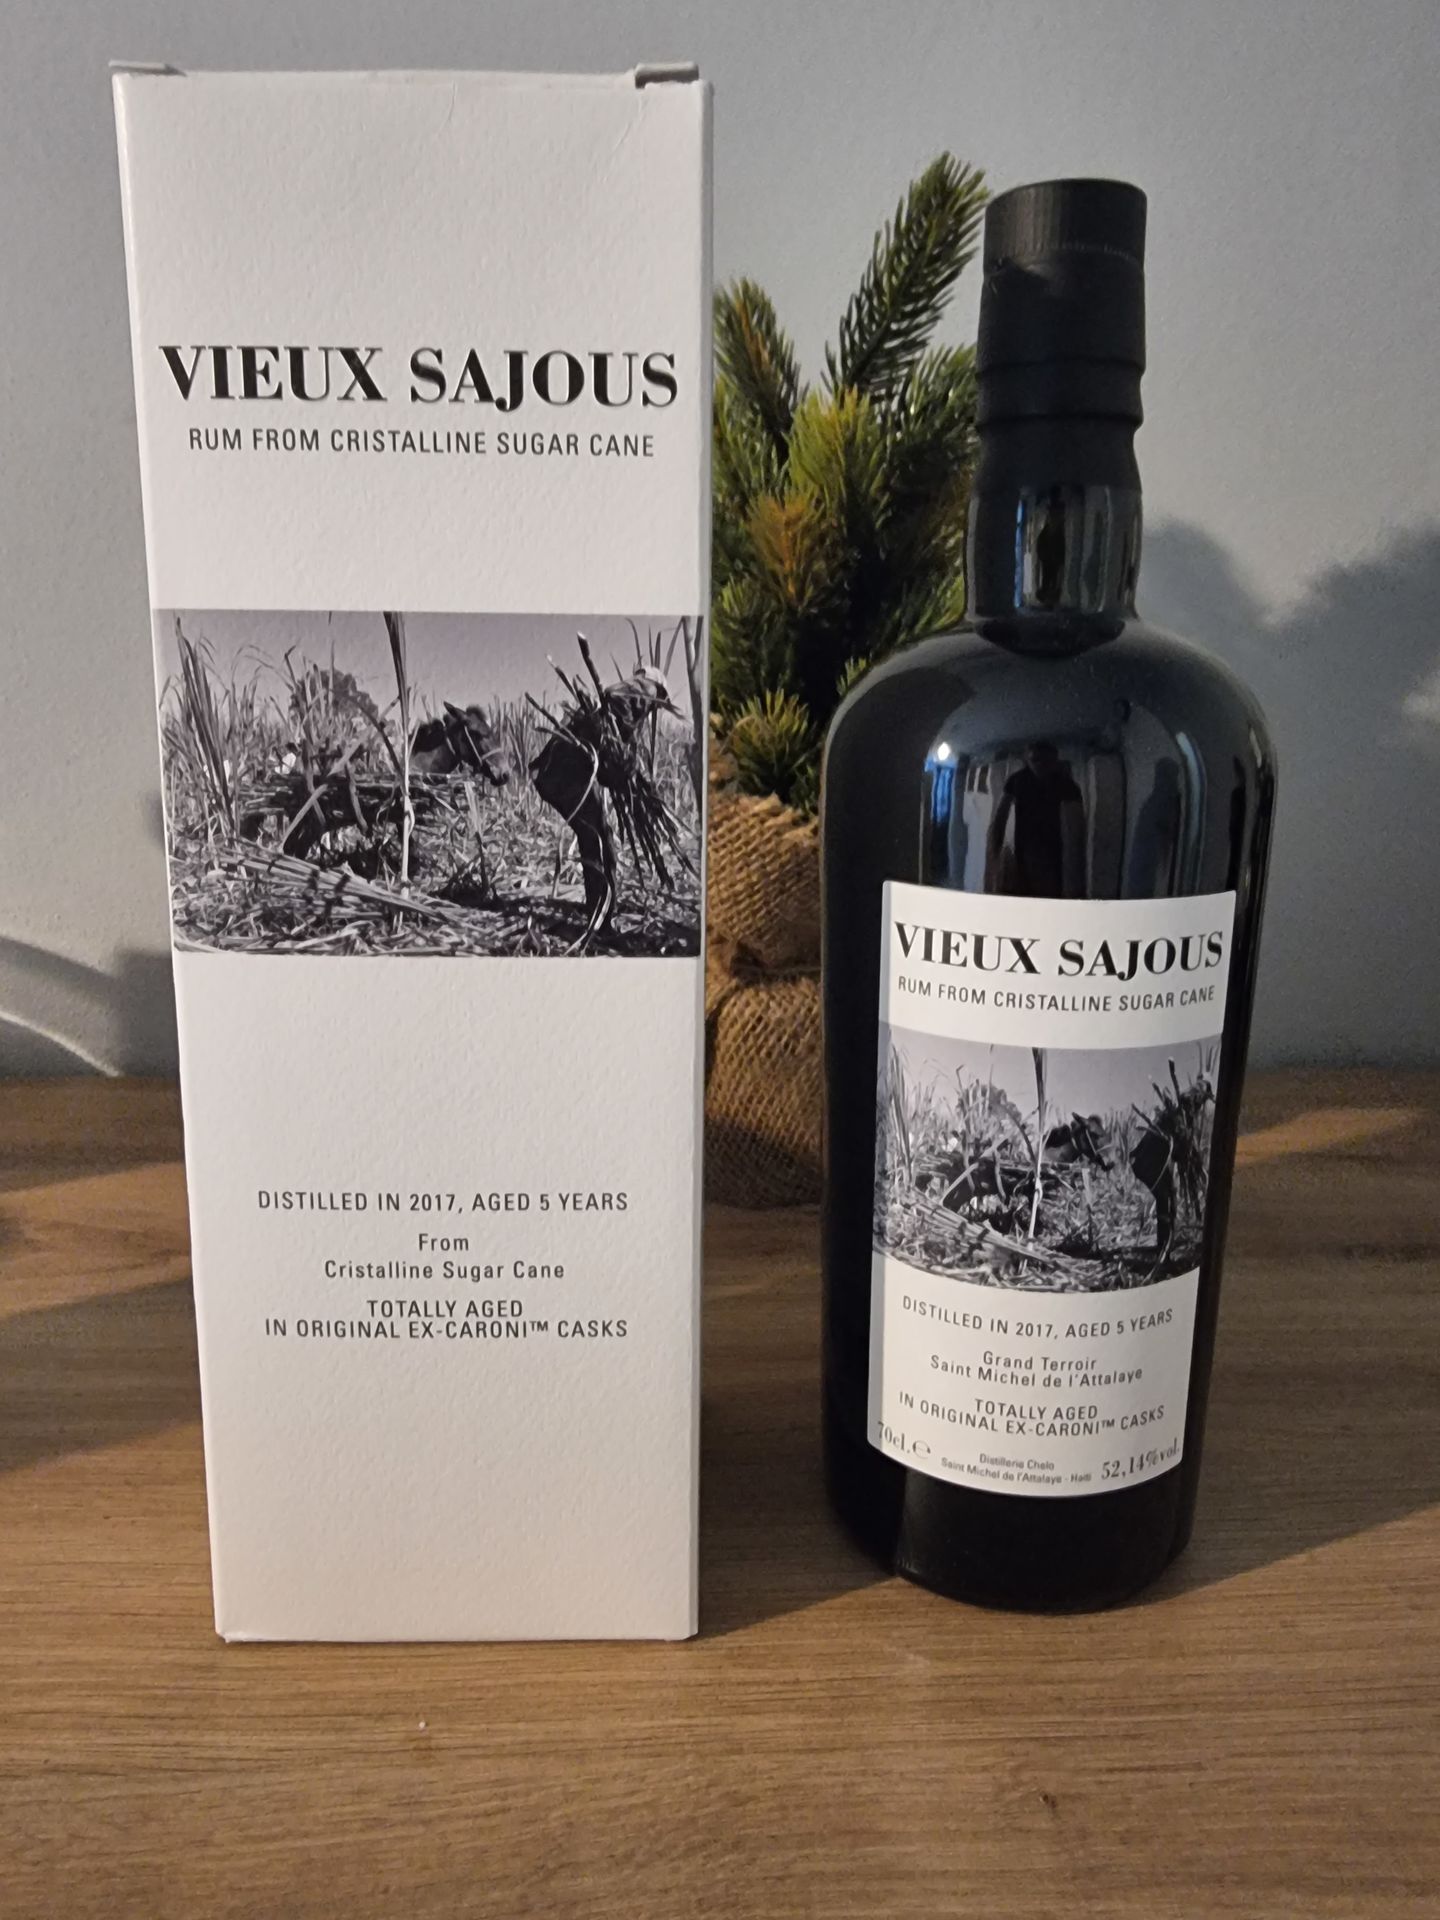 VIEUX SAJOUS
RUM FROM CRISTALLINE SUGAR CANE
DISTILLED IN 2017, AGED 5 YEARS
From
Cristalline Sugar Cane
TOTALLY AGED
IN ORIGINAL EX-CARONI™ CASKS
VIEUX SAJOUS
RUM FROM CRISTALLINE SUGAR CANE
DISTILLED IN 2017, AGED 5 YEARS
Grand Terroir
Saint Michel de l'Attalaye
TOTALLY AGED
IN ORIGINAL EX-CARONI™ CASKS
70cl. ℮
Distillerie Chelo
Saint Michel de l'Attalaye - Haïti
52,14%vol.